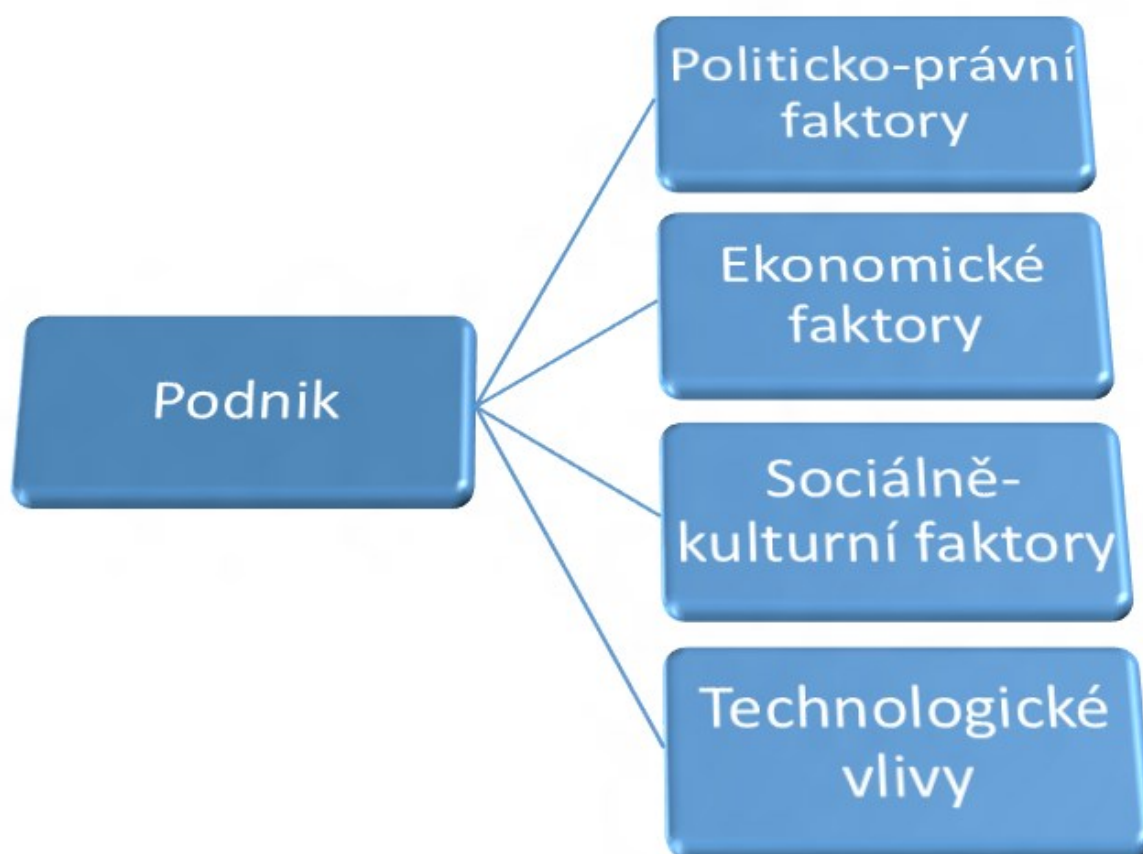 Politicko-právní
faktory
Ekonomické
faktory
Podnik
Sociálně-
kulturní faktory
Technologické
vlivy